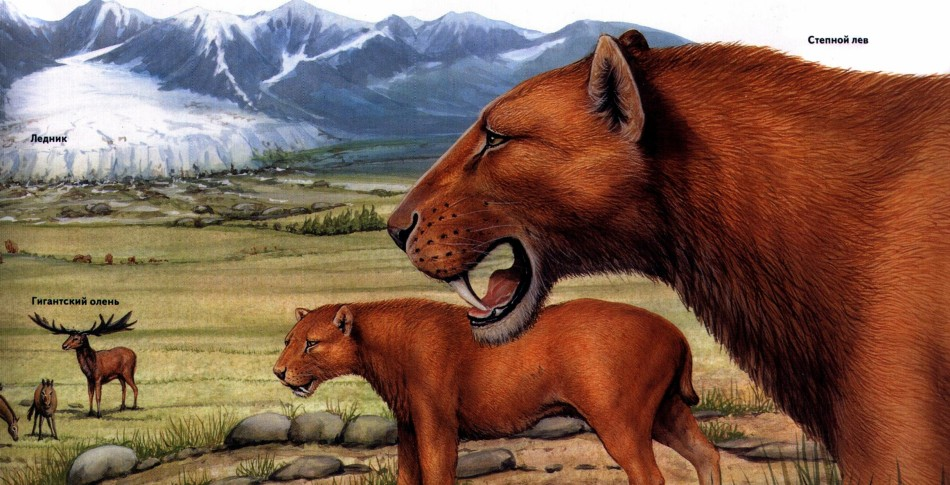 Степной лев
Ледник
Гигантский олень